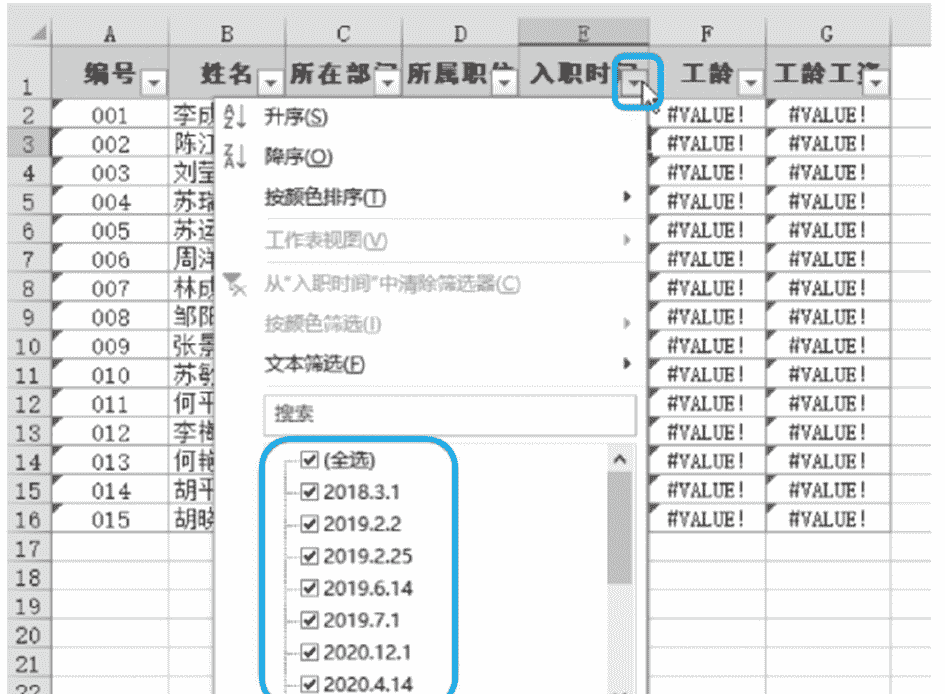 A B C D E F G
1 编号 姓名 所在部门 所属职位 入职时间 工龄 工龄工资
2 001 李成 升序(S) #VALUE! #VALUE!
3 002 陈江 降序(O) #VALUE! #VALUE!
4 003 刘莹 #VALUE! #VALUE!
5 004 苏瑞 按颜色排序(T) #VALUE! #VALUE!
6 005 苏运 工作表视图(V) #VALUE! #VALUE!
7 006 周洋 #VALUE! #VALUE!
8 007 林成 从"入职时间"中清除筛选器(C) #VALUE! #VALUE!
9 008 邹阳 按颜色筛选(I) #VALUE! #VALUE!
10 009 张景 #VALUE! #VALUE!
11 010 苏敏 文本筛选(F) #VALUE! #VALUE!
12 011 何平 搜索 #VALUE! #VALUE!
13 012 李梅 #VALUE! #VALUE!
14 013 何艳 (全选) #VALUE! #VALUE!
15 014 胡平 2018.3.1 #VALUE! #VALUE!
16 015 胡晓 2019.2.2 #VALUE! #VALUE!
17 2019.2.25
18 2019.6.14
19
20 2019.7.1
21 2020.12.1
22 2020.4.14